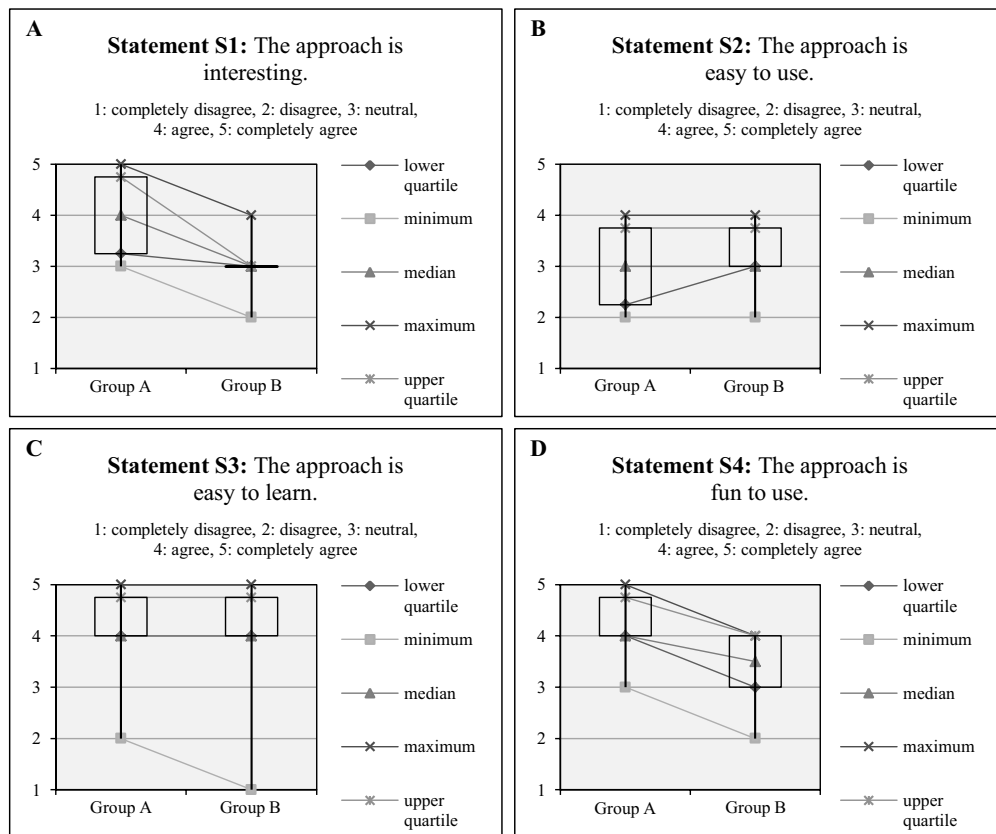 A
Statement S1: The approach is
interesting.
1: completely disagree, 2: disagree, 3: neutral,
4: agree, 5: completely agree
5
4
3
2
1
Group A
Group B
lower
quartile
minimum
median
maximum
upper
quartile
B
Statement S2: The approach is
easy to use.
1: completely disagree, 2: disagree, 3: neutral,
4: agree, 5: completely agree
5
4
3
2
1
Group A
Group B
lower
quartile
minimum
median
maximum
upper
quartile
C
Statement S3: The approach is
easy to learn.
1: completely disagree, 2: disagree, 3: neutral,
4: agree, 5: completely agree
5
4
3
2
1
Group A
Group B
lower
quartile
minimum
median
maximum
upper
quartile
D
Statement S4: The approach is
fun to use.
1: completely disagree, 2: disagree, 3: neutral,
4: agree, 5: completely agree
5
4
3
2
1
Group A
Group B
lower
quartile
minimum
median
maximum
upper
quartile